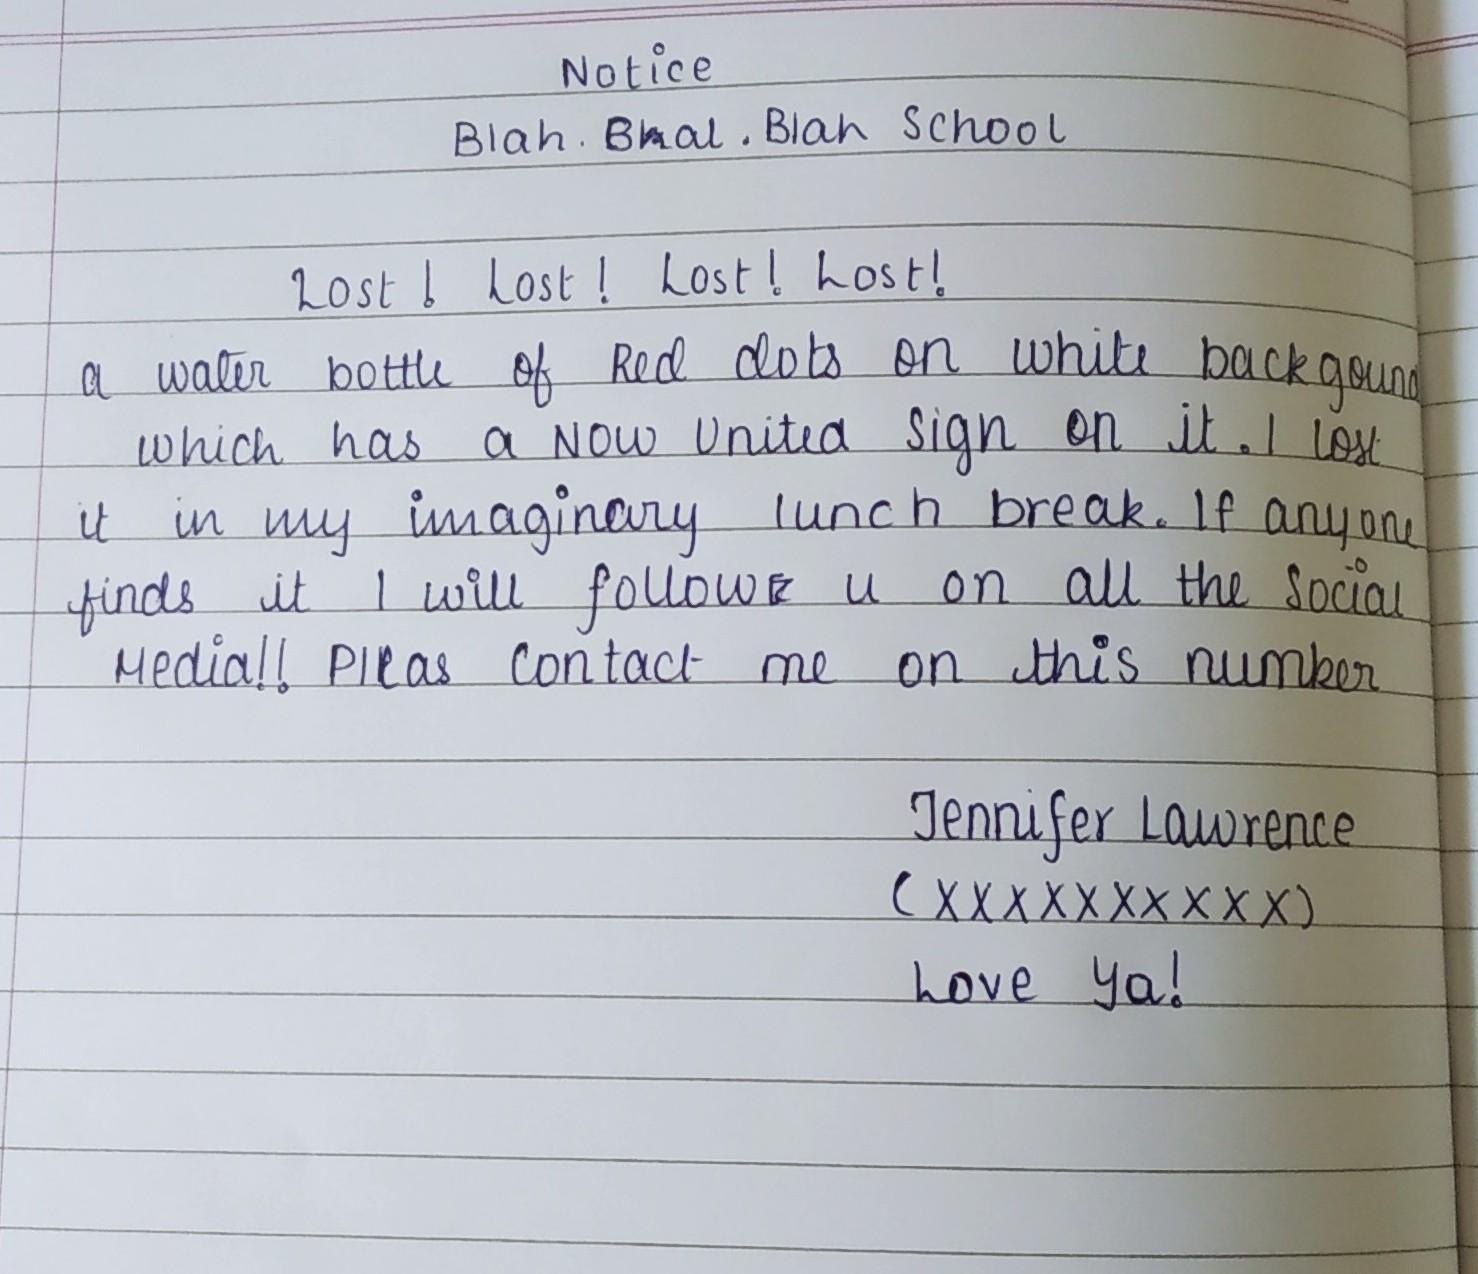 Notice
Blah. Bhal. Blah School
Lost! Lost! Lost! Lost!
a water bottle of Red dots on white backgound
which has a Now United sign on it. I lost
it in my imaginary lunch break. If anyone
finds it I will follow u on all the Social
Media!! Pleas contact me on this number
Jennifer Lawrence
(XXXXXXXXXX)
Love Ya!